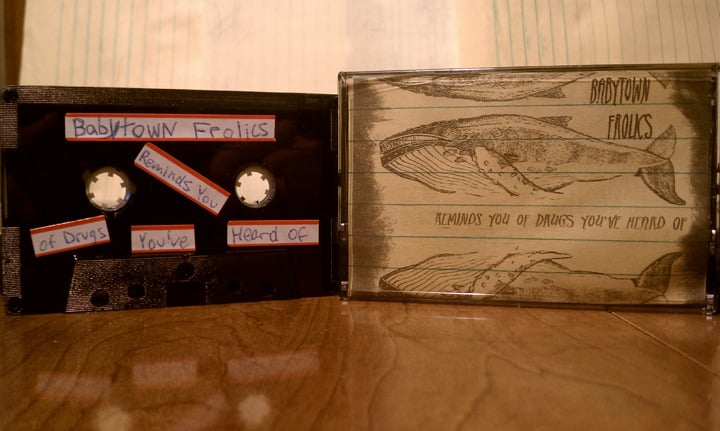 BabyTOWN Frolics
Reminds You
of Drugs
You've
Heard of
BABYTOWN
FROLICS
REMINDS YOU OF DRUGS YOU'VE HEARD OF